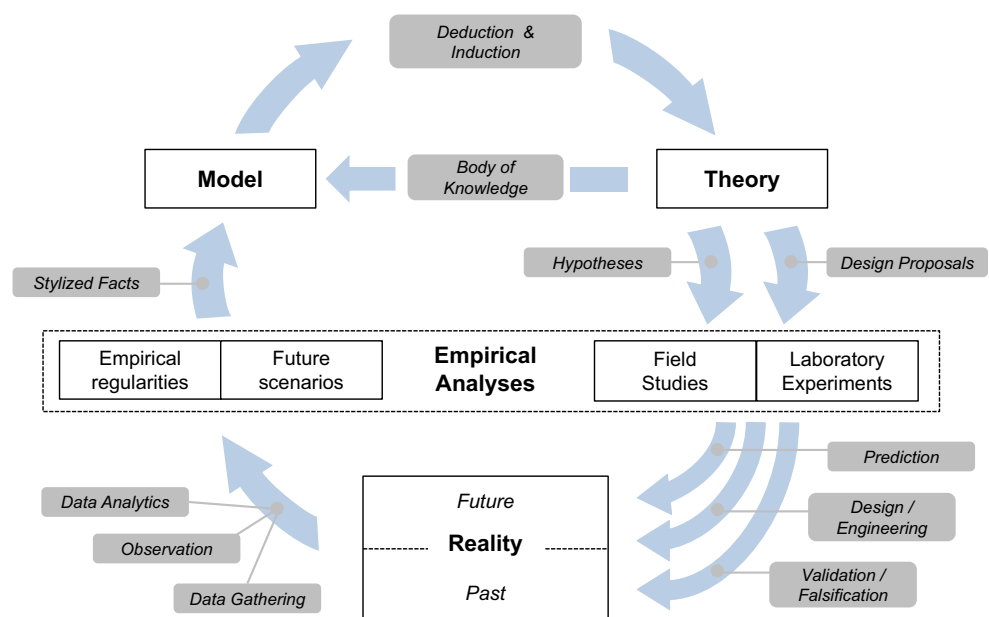 Deduction &
Induction
Model
Body of
Knowledge
Theory
Stylized Facts
Hypotheses
Design Proposals
Empirical
regularities
Future
scenarios
Empirical
Analyses
Field
Studies
Laboratory
Experiments
Data Analytics
Observation
Data Gathering
Future
Reality
Past
Prediction
Design /
Engineering
Validation /
Falsification